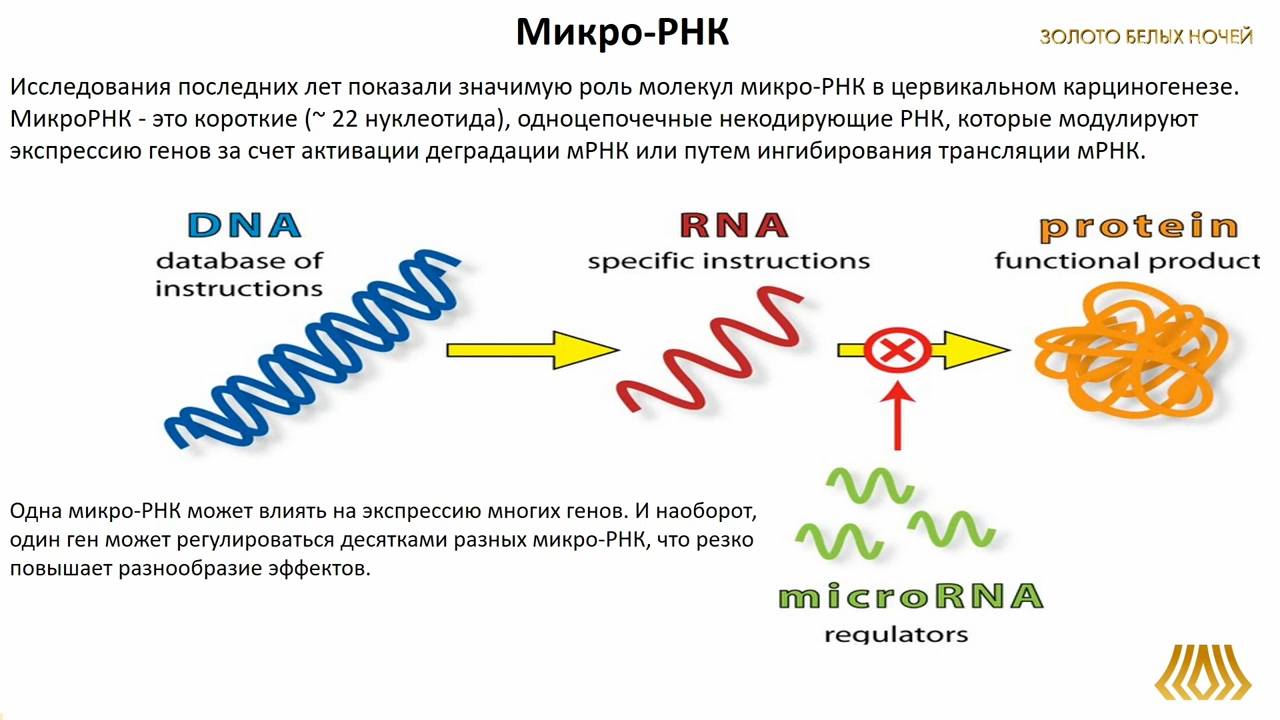 Микро-РНК
ЗОЛОТО БЕЛЫХ НОЧЕЙ
Исследования последних лет показали значимую роль молекул микро-РНК в цервикальном карциногенезе.
МикроРНК - это короткие (~ 22 нуклеотида), одноцепочечные некодирующие РНК, которые модулируют
экспрессию генов за счет активации деградации мРНК или путем ингибирования трансляции мРНК.
DNA
database of
instructions
RNA
specific instructions
protein
functional product
Одна микро-РНК может влиять на экспрессию многих генов. И наоборот,
один ген может регулироваться десятками разных микро-РНК, что резко
повышает разнообразие эффектов.
microRNA
regulators